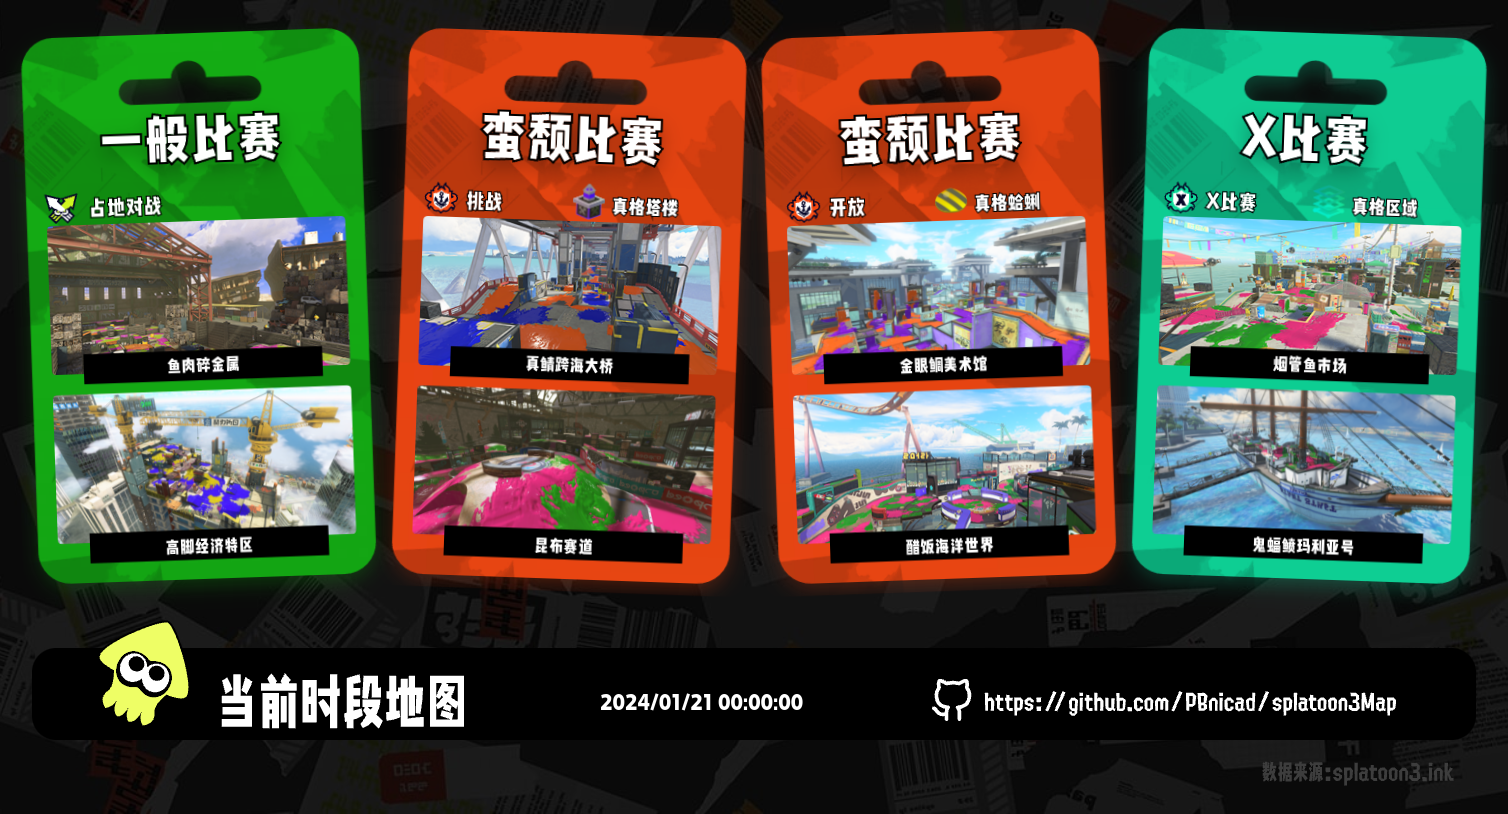 一般比赛
占地对战
鱼肉碎金属
高脚经济特区
蛮颓比赛
挑战
真格塔楼
真鲭跨海大桥
昆布赛道
蛮颓比赛
开放
真格蛤蜊
金眼鲷美术馆
醋饭海洋世界
X比赛
X比赛
真格区域
烟管鱼市场
鬼蝠鲼玛利亚号
当前时段地图
2024/01/21 00:00:00
https://github.com/PBnicad/splatoon3Map
数据来源:splatoon3.ink